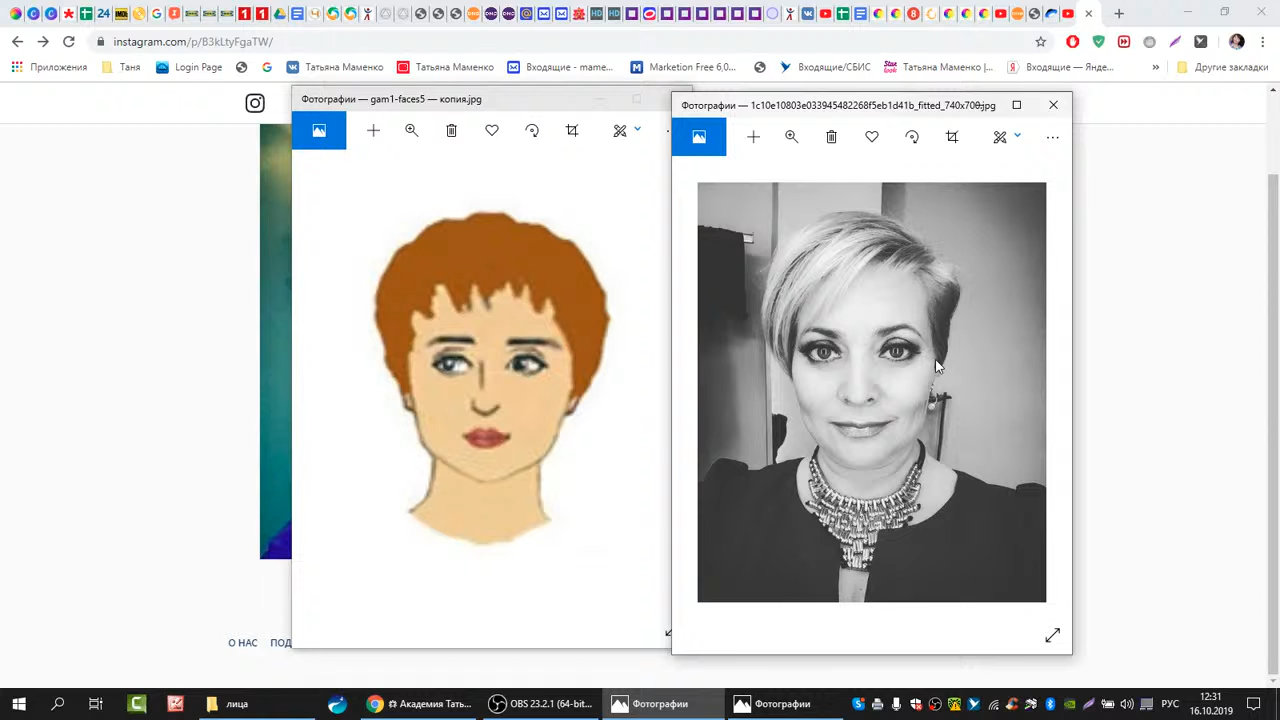 instagram.com/p/B3kLtyFgaTW/
Приложения
Таня
Login Page
Татьяна Маменко
Татьяна Маменко
Входящие - mame...
Marketion Free 6,0...
Входящие/СБИС
Татьяна Маменко |...
Входящие — Янде...
»
Другие закладки
Фотографии — gam1-faces5 — копия.jpg
Фотографии — 1c10e10803e033945482268f5eb1d41b_fitted_740x700.jpg
О НАС
ПОД
лица
Академия Тать...
OBS 23.2.1 (64-bit...
Фотографии
Фотографии
РУС
12:31
16.10.2019